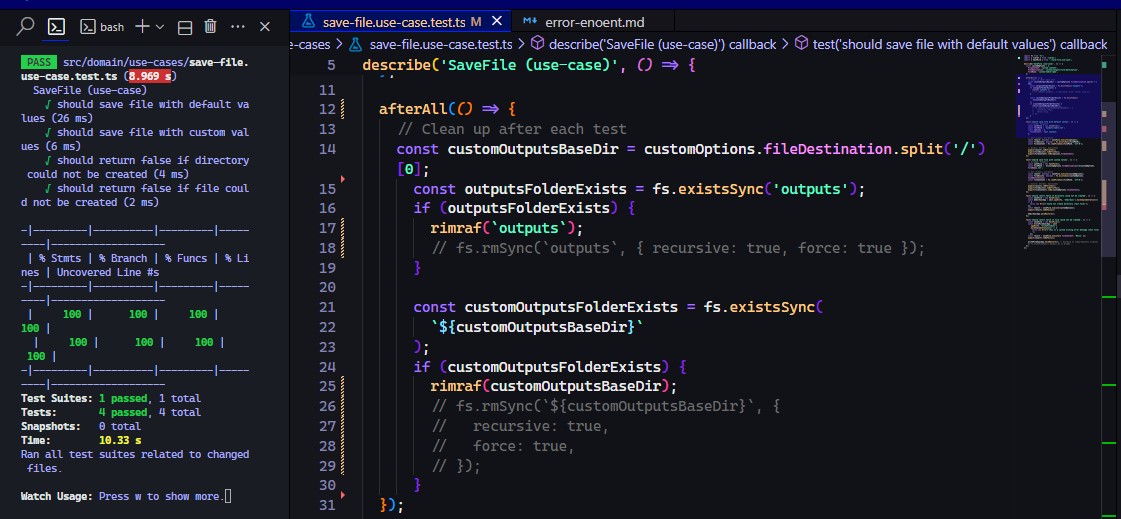 bash
PASS src/domain/use-cases/save-file.
use-case.test.ts (8.969 s)
SaveFile (use-case)
√ should save file with default va
lues (26 ms)
√ should save file with custom val
ues (6 ms)
√ should return false if directory
could not be created (4 ms)
√ should return false if file coul
d not be created (2 ms)
-|---------|----------|---------|-----
----|-------------------
| % Stmts | % Branch | % Funcs | % Li
nes | Uncovered Line #s
-|---------|----------|---------|-----
----|-------------------
| 100 | 100 | 100 |
100 |
| 100 | 100 | 100 |
100 |
-|---------|----------|---------|-----
----|-------------------
Test Suites: 1 passed, 1 total
Tests: 4 passed, 4 total
Snapshots: 0 total
Time: 10.33 s
Ran all test suites related to changed
files.
Watch Usage: Press w to show more.
save-file.use-case.test.ts M
error-enoent.md
e-cases > save-file.use-case.test.ts > describe('SaveFile (use-case)') callback > test('should save file with default values') callback
5 describe('SaveFile (use-case)', () => {
11
12 afterAll(() => {
13 // Clean up after each test
14 const customOutputsBaseDir = customOptions.fileDestination.split('/')
[0];
15 const outputsFolderExists = fs.existsSync('outputs');
16 if (outputsFolderExists) {
17 rimraf(`outputs`);
18 // fs.rmSync(`outputs`, { recursive: true, force: true });
19 }
20
21 const customOutputsFolderExists = fs.existsSync(
22 `${customOutputsBaseDir}`
23 );
24 if (customOutputsFolderExists) {
25 rimraf(customOutputsBaseDir);
26 // fs.rmSync(`${customOutputsBaseDir}`, {
27 // recursive: true,
28 // force: true,
29 // });
30 }
31 });